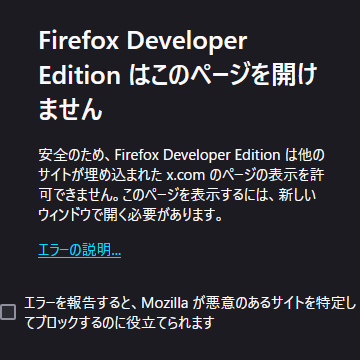 Firefox Developer
Edition はこのページを開け
ません
安全のため、Firefox Developer Edition は他の
サイトが埋め込まれた x.com のページの表示を許
可できません。このページを表示するには、新しい
ウィンドウで開く必要があります。
エラーの説明...
エラーを報告すると、Mozilla が悪意のあるサイトを特定し
てブロックするのに役立てられます